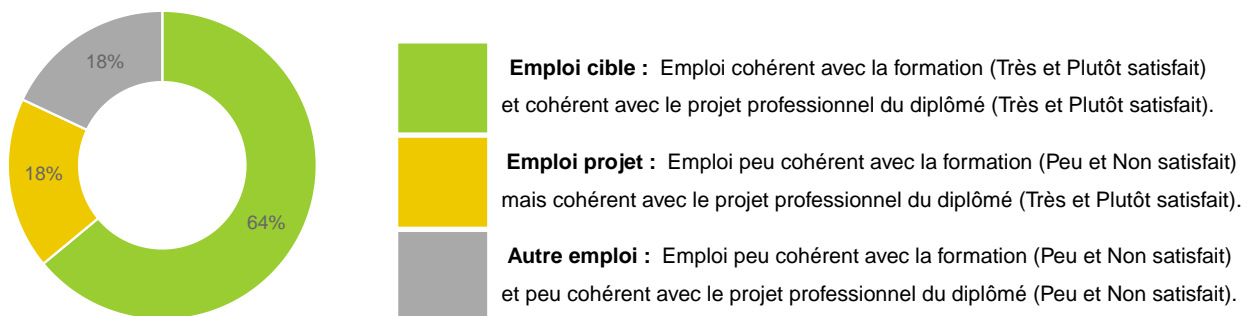 18%
18%
64%
Emploi cible : Emploi cohérent avec la formation (Très et Plutôt satisfait)
et cohérent avec le projet professionnel du diplômé (Très et Plutôt satisfait).
Emploi projet : Emploi peu cohérent avec la formation (Peu et Non satisfait)
mais cohérent avec le projet professionnel du diplômé (Très et Plutôt satisfait).
Autre emploi : Emploi peu cohérent avec la formation (Peu et Non satisfait)
et peu cohérent avec le projet professionnel du diplômé (Peu et Non satisfait).